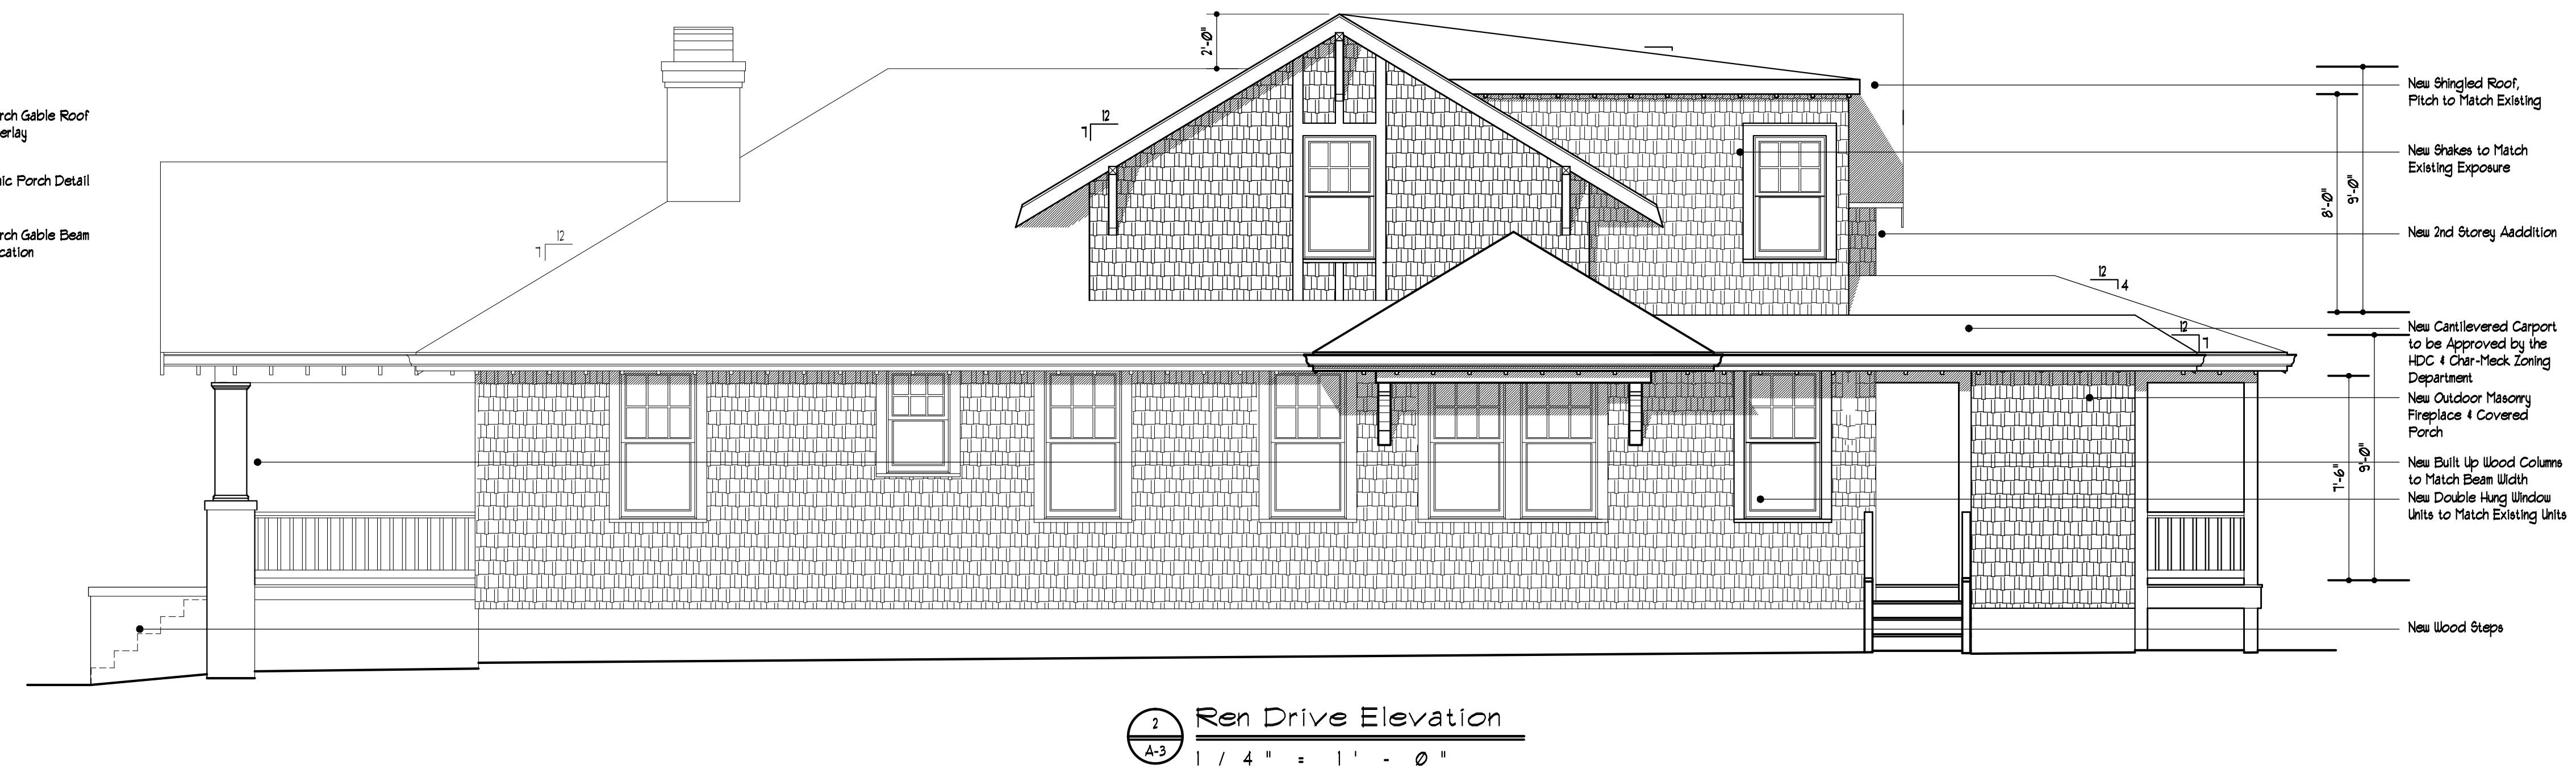 rch Gable Roof
erlay
ic Porch Detail
rch Gable Beam
cation
2'-0"
12
7
12
7
12
4
12
7
8'-0"
9'-0"
7'-6"
9'-0"
New Shingled Roof,
Pitch to Match Existing
New Shakes to Match
Existing Exposure
New 2nd Storey Aaddition
New Cantilevered Carport
to be Approved by the
HDC & Char-Meck Zoning
Department
New Outdoor Masonry
Fireplace & Covered
Porch
New Built Up Wood Columns
to Match Beam Width
New Double Hung Window
Units to Match Existing Units
New Wood Steps
2
A-3
Ren Drive Elevation
1/4" = 1'-0"